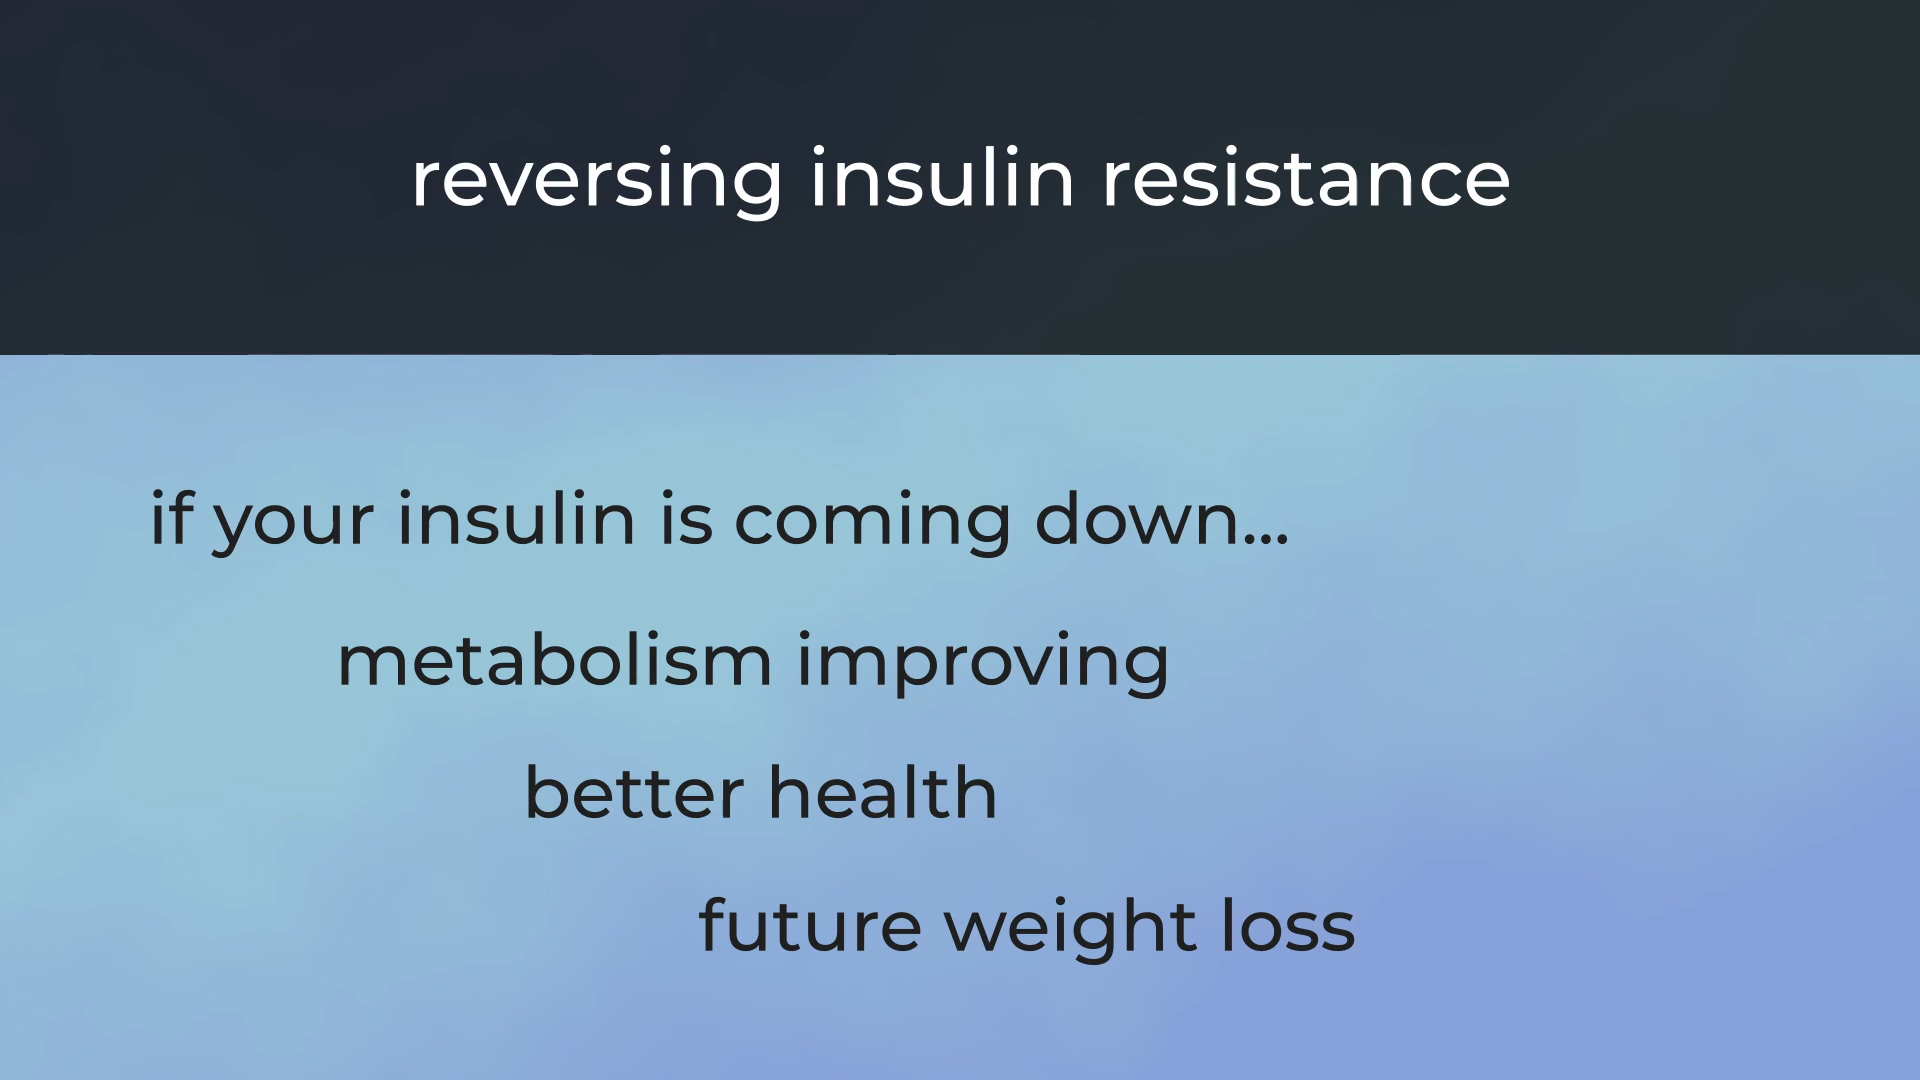 reversing insulin resistance
if your insulin is coming down...
metabolism improving
better health
future weight loss